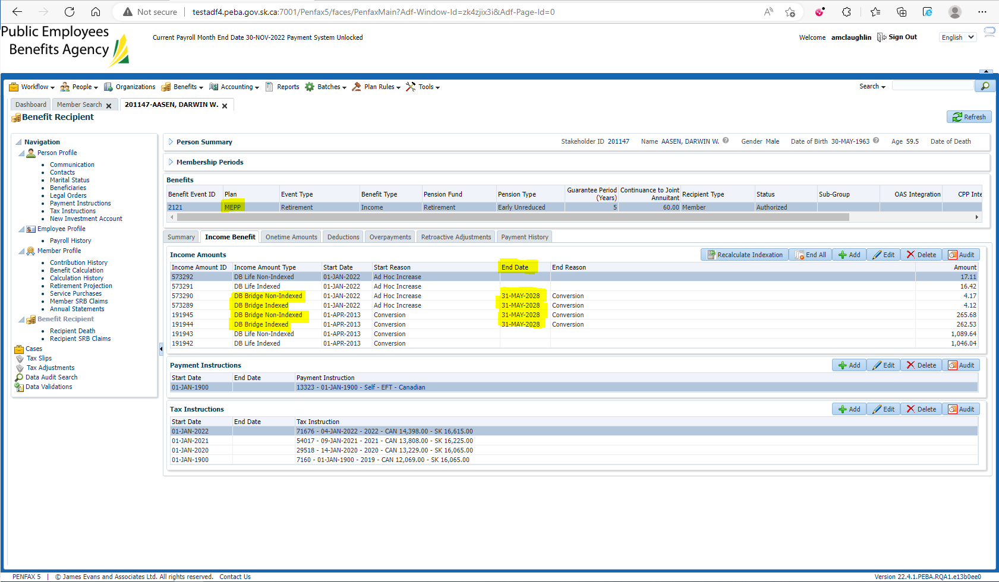 Not secure | testadf4.peba.gov.sk.ca:7001/Penfax5/faces/PenfaxMain?Adf-Window-Id=zk4zjix3i&Adf-Page-Id=0
Public Employees
Benefits Agency
Current Payroll Month End Date 30-NOV-2022 Payment System Unlocked
Welcome amclaughlin Sign Out English
Workflow People Organizations Benefits Accounting Reports Batches Plan Rules Tools Search
Dashboard Member Search 201147-AASEN, DARWIN W.
Benefit Recipient Refresh
Navigation
Person Profile
Communication
Contacts
Marital Status
Beneficiaries
Legal Orders
Payment Instructions
Tax Instructions
New Investment Account
Employee Profile
Payroll History
Member Profile
Contribution History
Benefit Calculation
Calculation History
Retirement Projection
Service Purchases
Member SRB Claims
Annual Statements
Benefit Recipient
Recipient Death
Recipient SRB Claims
Cases
Tax Slips
Tax Adjustments
Data Audit Search
Data Validations
Person Summary Stakeholder ID 201147 Name AASEN, DARWIN W. Gender Male Date of Birth 30-MAY-1963 Age 59.5 Date of Death
Membership Periods
Benefits
Benefit Event ID Plan Event Type Benefit Type Pension Fund Pension Type Guarantee Period (Years) Continuance to Joint Annuitant Recipient Type Status Sub-Group OAS Integration CPP Inte
2121 MEPP Retirement Income Retirement Early Unreduced 5 60.00 Member Authorized
Summary Income Benefit Onetime Amounts Deductions Overpayments Retroactive Adjustments Payment History
Income Amounts Recalculate Indexation End All Add Edit Delete Audit
Income Amount ID Income Amount Type Start Date Start Reason End Date End Reason Amount
573292 DB Life Non-Indexed 01-JAN-2022 Ad Hoc Increase 17.11
573291 DB Life Indexed 01-JAN-2022 Ad Hoc Increase 16.42
573290 DB Bridge Non-Indexed 01-JAN-2022 Ad Hoc Increase 31-MAY-2028 Conversion 4.17
573289 DB Bridge Indexed 01-JAN-2022 Ad Hoc Increase 31-MAY-2028 Conversion 4.12
191945 DB Bridge Non-Indexed 01-APR-2013 Conversion 31-MAY-2028 Conversion 265.68
191944 DB Bridge Indexed 01-APR-2013 Conversion 31-MAY-2028 Conversion 262.53
191943 DB Life Non-Indexed 01-APR-2013 Conversion 1,089.64
191942 DB Life Indexed 01-APR-2013 Conversion 1,046.04
Payment Instructions Add Edit Delete Audit
Start Date End Date Payment Instruction
01-JAN-1900 13323 - 01-JAN-1900 - Self - EFT - Canadian
Tax Instructions Add Edit Delete Audit
Start Date End Date Tax Instruction
01-JAN-2022 71676 - 04-JAN-2022 - 2022 - CAN 14,398.00 - SK 16,615.00
01-JAN-2021 54017 - 09-JAN-2021 - 2021 - CAN 13,808.00 - SK 16,225.00
01-JAN-2020 29518 - 14-JAN-2020 - 2020 - CAN 13,229.00 - SK 16,065.00
01-JAN-1900 7160 - 01-JAN-1900 - 2019 - CAN 12,069.00 - SK 16,065.00
PENFAX 5 | © James Evans and Associates Ltd. All rights reserved. Contact Us Version 22.4.1.PEBA.RQA1.e13b0ee0